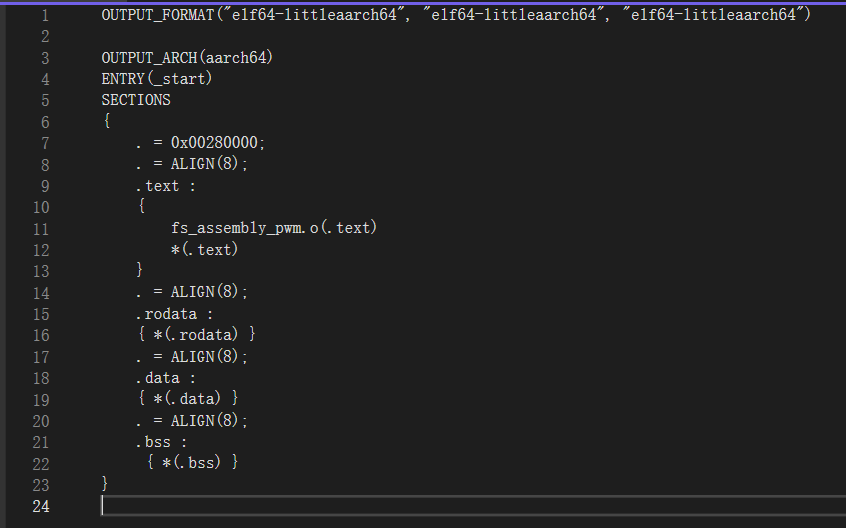 1 OUTPUT_FORMAT("elf64-littleaarch64", "elf64-littleaarch64", "elf64-littleaarch64")
2
3 OUTPUT_ARCH(aarch64)
4 ENTRY(_start)
5 SECTIONS
6 {
7     . = 0x00280000;
8     . = ALIGN(8);
9     .text :
10     {
11         fs_assembly_pwm.o(.text)
12         *(.text)
13     }
14     . = ALIGN(8);
15     .rodata :
16     { *(.rodata) }
17     . = ALIGN(8);
18     .data :
19     { *(.data) }
20     . = ALIGN(8);
21     .bss :
22      { *(.bss) }
23 }
24